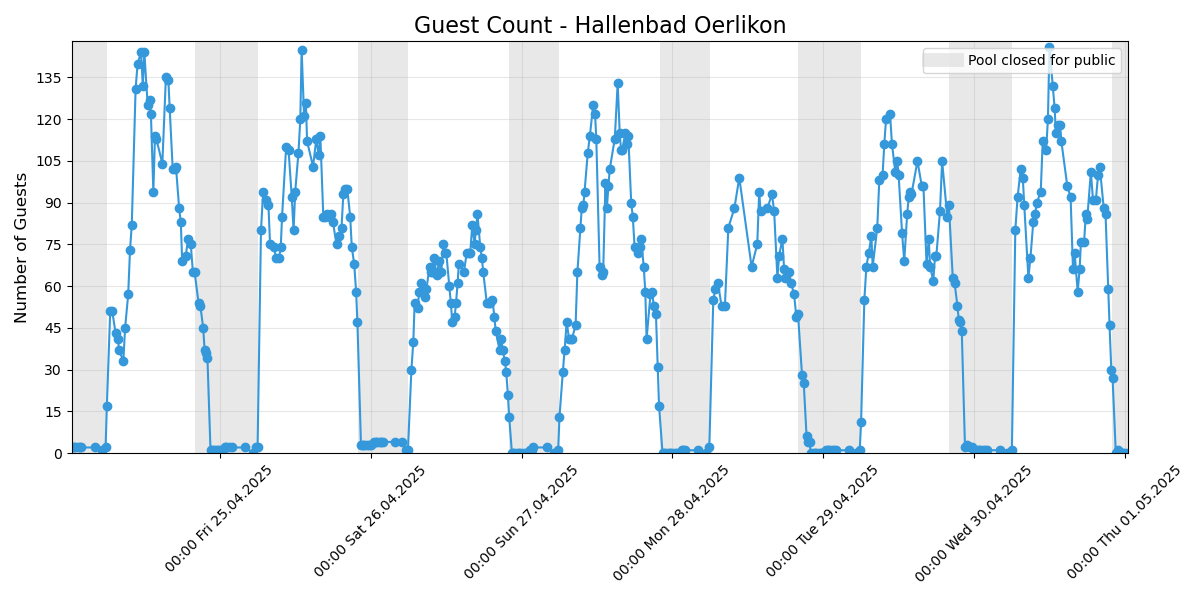 Guest Count - Hallenbad Oerlikon
Pool closed for public
Number of Guests
135
120
105
90
75
60
45
30
15
0
00:00 Fri 25.04.2025
00:00 Sat 26.04.2025
00:00 Sun 27.04.2025
00:00 Mon 28.04.2025
00:00 Tue 29.04.2025
00:00 Wed 30.04.2025
00:00 Thu 01.05.2025